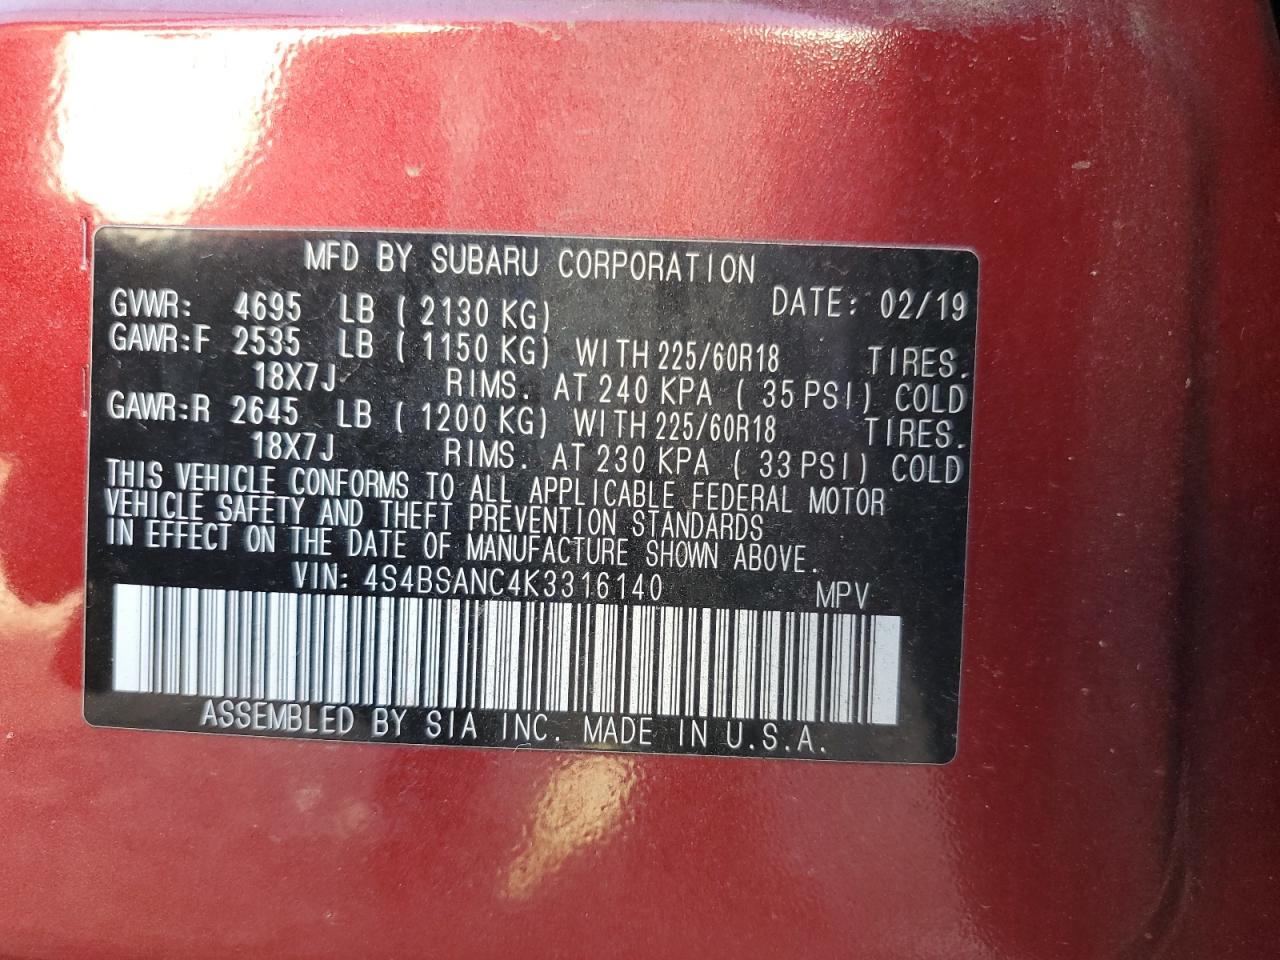 MFD BY SUBARU CORPORATION
GVWR: 4695 LB ( 2130 KG) DATE: 02/19
GAWR:F 2535 LB ( 1150 KG) WITH 225/60R18 TIRES.
18X7J RIMS. AT 240 KPA ( 35 PSI) COLD
GAWR:R 2645 LB ( 1200 KG) WITH 225/60R18 TIRES.
18X7J RIMS. AT 230 KPA ( 33 PSI) COLD
THIS VEHICLE CONFORMS TO ALL APPLICABLE FEDERAL MOTOR
VEHICLE SAFETY AND THEFT PREVENTION STANDARDS
IN EFFECT ON THE DATE OF MANUFACTURE SHOWN ABOVE.
VIN: 4S4BSANC4K3316140 MPV
ASSEMBLED BY SIA INC. MADE IN U.S.A.